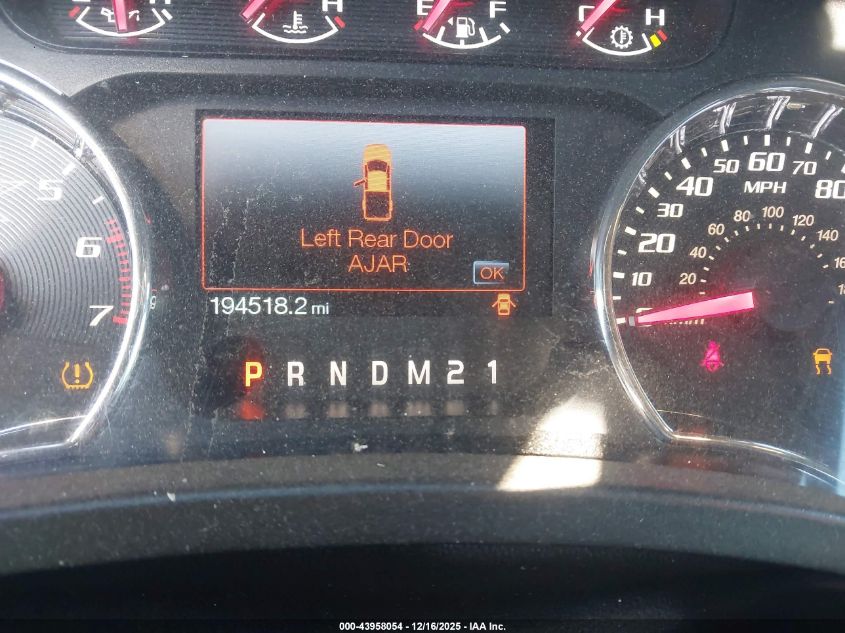 H H E F C H
5 6 7
Left Rear Door
AJAR
OK
194518.2 mi
P R N D M 2 1
50 60 70
40 MPH 80
30
20
10
20 40 60 80 100 120 140
000-43958054 - 12/16/2025 - IAA Inc.